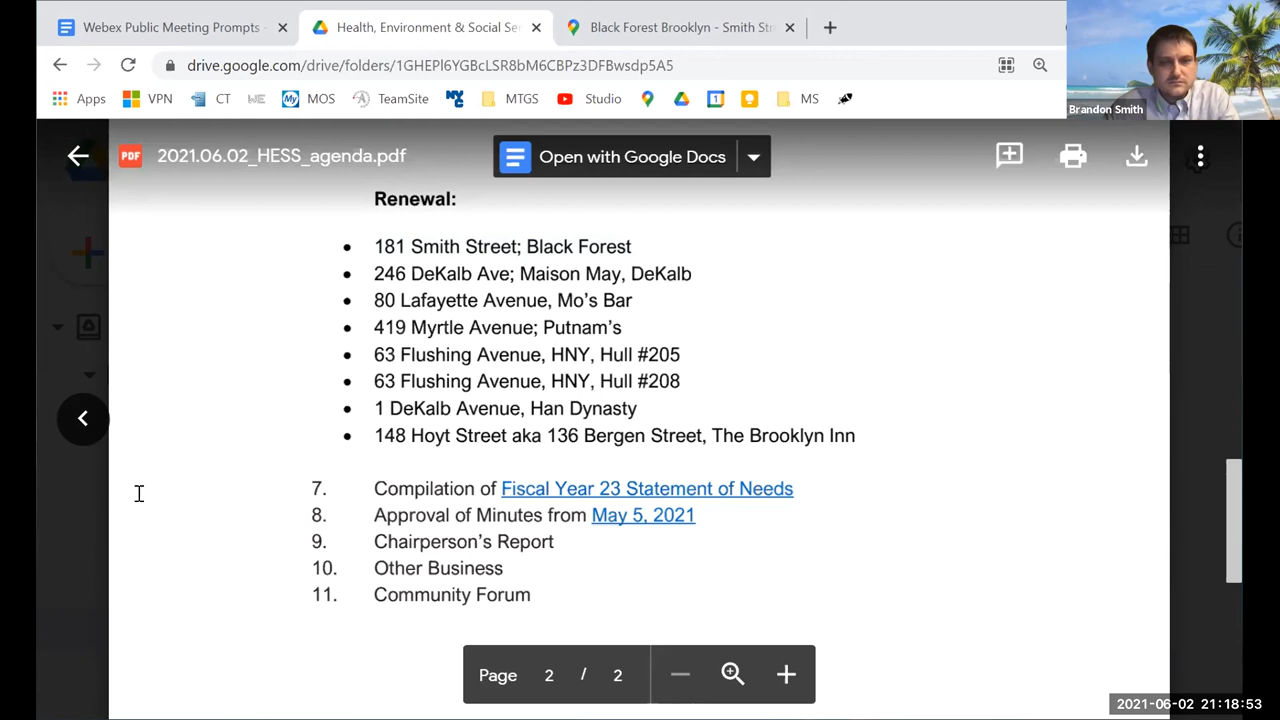 Webex Public Meeting Prompts -
Health, Environment & Social Se
Black Forest Brooklyn - Smith Str
drive.google.com/drive/folders/1GHEPl6YGBcLSR8bM6CBPz3DFBwsdp5A5
Apps
VPN
CT
WE
My
MOS
TeamSite
NYC
MTGS
Studio
1
MS
Brandon Smith
PDF
2021.06.02_HESS_agenda.pdf
Open with Google Docs
Renewal:
• 181 Smith Street; Black Forest
• 246 DeKalb Ave; Maison May, DeKalb
• 80 Lafayette Avenue, Mo's Bar
• 419 Myrtle Avenue; Putnam's
• 63 Flushing Avenue, HNY, Hull #205
• 63 Flushing Avenue, HNY, Hull #208
• 1 DeKalb Avenue, Han Dynasty
• 148 Hoyt Street aka 136 Bergen Street, The Brooklyn Inn
7. Compilation of Fiscal Year 23 Statement of Needs
8. Approval of Minutes from May 5, 2021
9. Chairperson's Report
10. Other Business
11. Community Forum
Page 2 / 2
2021-06-02 21:18:53